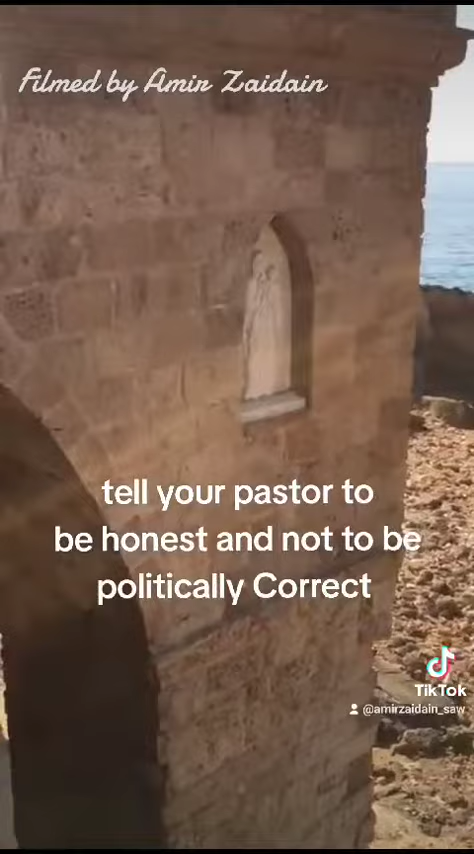 Filmed by Amir Zaidain
tell your pastor to
be honest and not to be
politically Correct
TikTok
@amirzaidain_saw